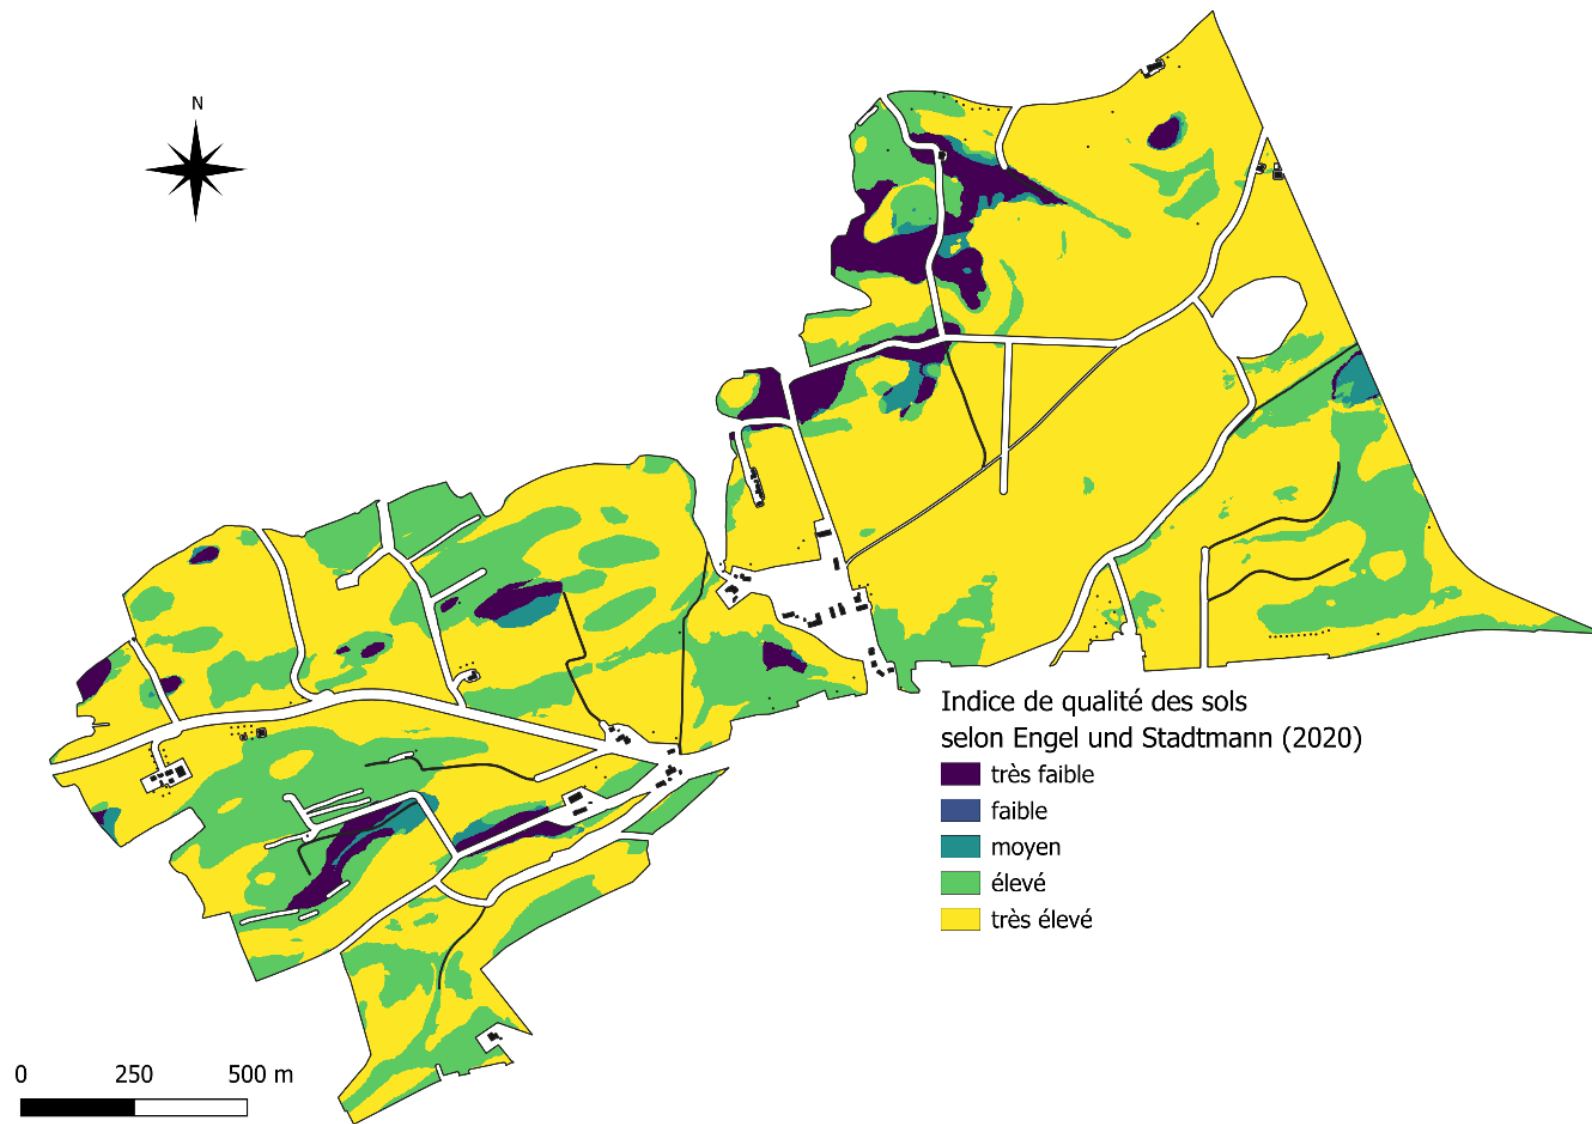 N
Indice de qualité des sols
selon Engel und Stadtmann (2020)
très faible
faible
moyen
élevé
très élevé
0 250 500 m